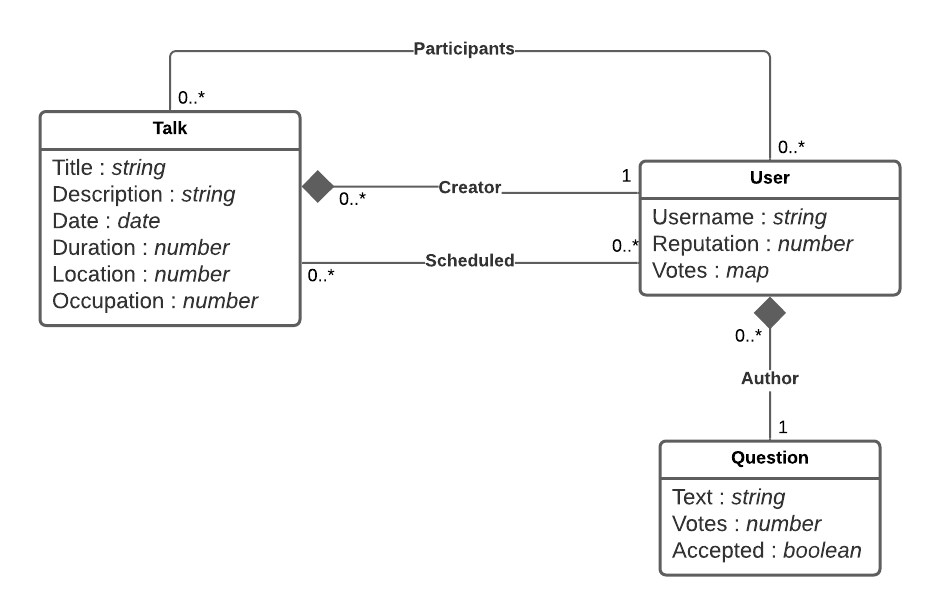 Participants
0..*
0..*
Talk
Title : string
Description : string
Date : date
Duration : number
Location : number
Occupation : number
0..*
Creator
1
0..*
Scheduled
0..*
User
Username : string
Reputation : number
Votes : map
0..*
Author
1
Question
Text : string
Votes : number
Accepted : boolean